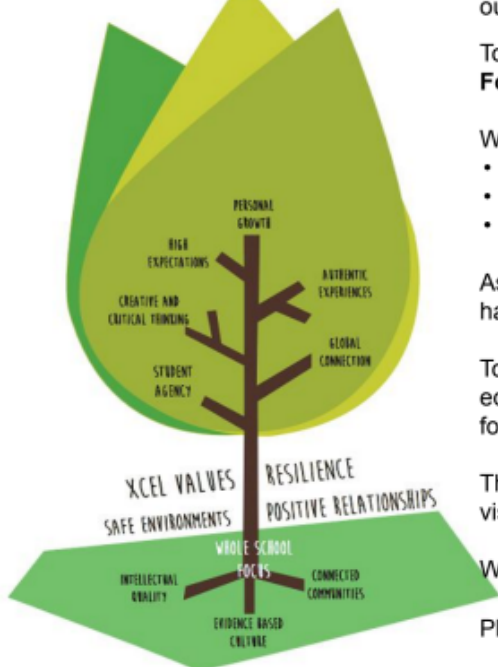 ou
To
Fo
W
•
•
•
As
ha
To
ec
fo
Th
vis
W
Pl
PERSONAL
GROWTH
HIGH
EXPECTATIONS
AUTHENTIC
EXPERIENCES
CREATIVE AND
CRITICAL THINKING
GLOBAL
CONNECTION
STUDENT
AGENCY
XCEL VALUES
RESILIENCE
SAFE ENVIRONMENTS
POSITIVE RELATIONSHIPS
WHOLE SCHOOL
FOCUS
INTELLECTUAL
QUALITY
CONNECTED
COMMUNITIES
EVIDENCE BASED
CULTURE